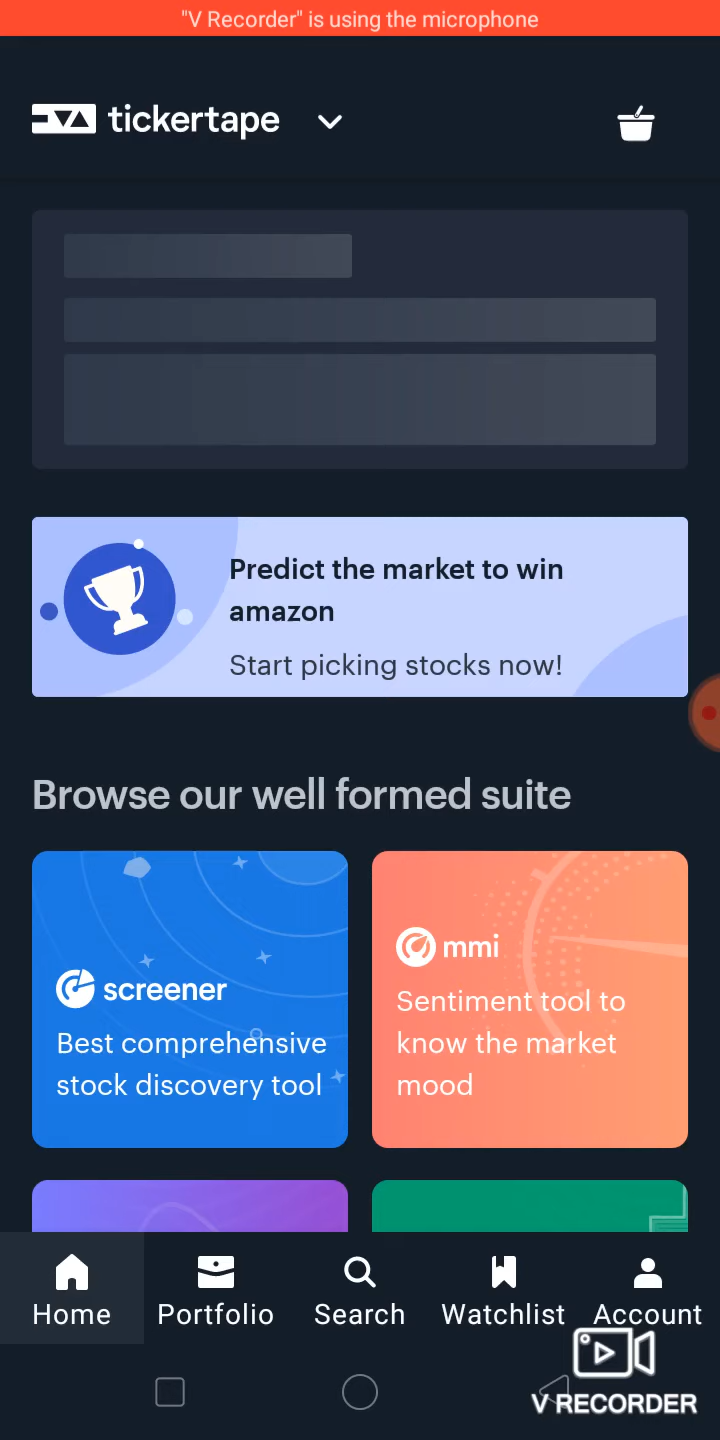 "V Recorder" is using the microphone
tickertape
Predict the market to win
amazon
Start picking stocks now!
Browse our well formed suite
screener
Best comprehensive
stock discovery tool
mmi
Sentiment tool to
know the market
mood
Home Portfolio Search Watchlist Account
V RECORDER